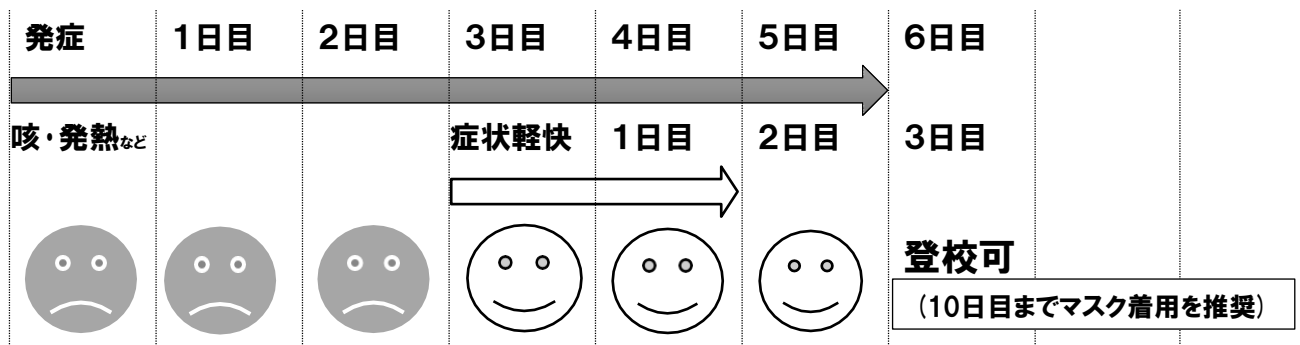 発症 1日目 2日目 3日目 4日目 5日目 6日目
咳・発熱など 症状軽快 1日目 2日目 3日目
登校可
（10日目までマスク着用を推奨）